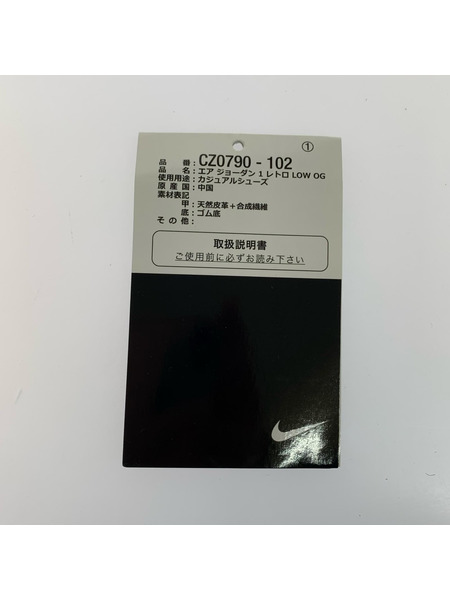 ①
品 番：CZ0790 - 102
品 名：エア ジョーダン 1 レトロ LOW OG
使用用途：カジュアルシューズ
原 産 国：中国
素材表記
甲：天然皮革＋合成繊維
底：ゴム底
そ の 他：
取扱説明書
ご使用前に必ずお読み下さい